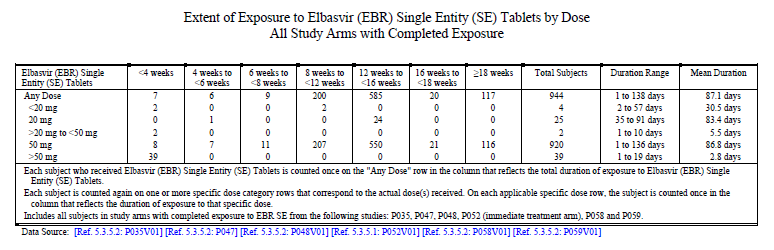 Extent of Exposure to Elbasvir (EBR) Single Entity (SE) Tablets by Dose
All Study Arms with Completed Exposure
Elbasvir (EBR) Single Entity (SE) Tablets <4 weeks 4 weeks to <6 weeks 6 weeks to <8 weeks 8 weeks to <12 weeks 12 weeks to <16 weeks 16 weeks to <18 weeks ≥18 weeks Total Subjects Duration Range Mean Duration
Any Dose 7 6 9 200 585 20 117 944 1 to 138 days 87.1 days
<20 mg 2 0 0 2 0 0 0 4 2 to 57 days 30.5 days
20 mg 0 1 0 0 24 0 0 25 35 to 91 days 83.4 days
>20 mg to <50 mg 2 0 0 0 0 0 0 2 1 to 10 days 5.5 days
50 mg 8 7 11 207 550 21 116 920 1 to 136 days 86.8 days
>50 mg 39 0 0 0 0 0 0 39 1 to 19 days 2.8 days
Each subject who received Elbasvir (EBR) Single Entity (SE) Tablets is counted once on the "Any Dose" row in the column that reflects the total duration of exposure to Elbasvir (EBR) Single
Entity (SE) Tablets.
Each subject is counted again on one or more specific dose category rows that correspond to the actual dose(s) received. On each applicable specific dose row, the subject is counted once in the
column that reflects the duration of exposure to that specific dose.
Includes all subjects in study arms with completed exposure to EBR SE from the following studies: P035, P047, P048, P052 (immediate treatment arm), P058 and P059.
Data Source: [Ref. 5.3.5.2: P035V01] [Ref. 5.3.5.2: P047] [Ref. 5.3.5.2: P048V01] [Ref. 5.3.5.1: P052V01] [Ref. 5.3.5.2: P058V01] [Ref. 5.3.5.2: P059V01]